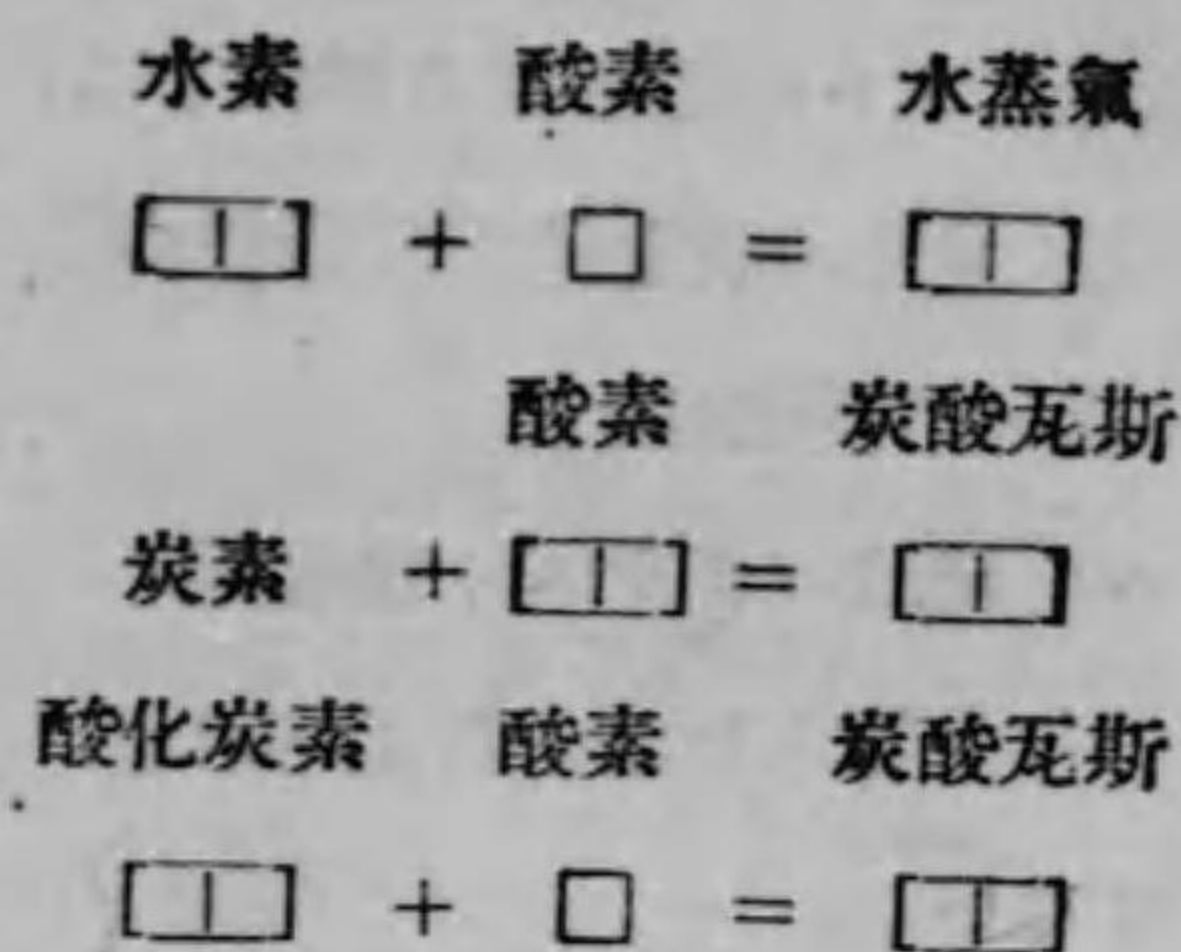 水素 酸素 水蒸氣
+ =
酸素 炭酸瓦斯
炭素 + =
酸化炭素 酸素 炭酸瓦斯
+ =